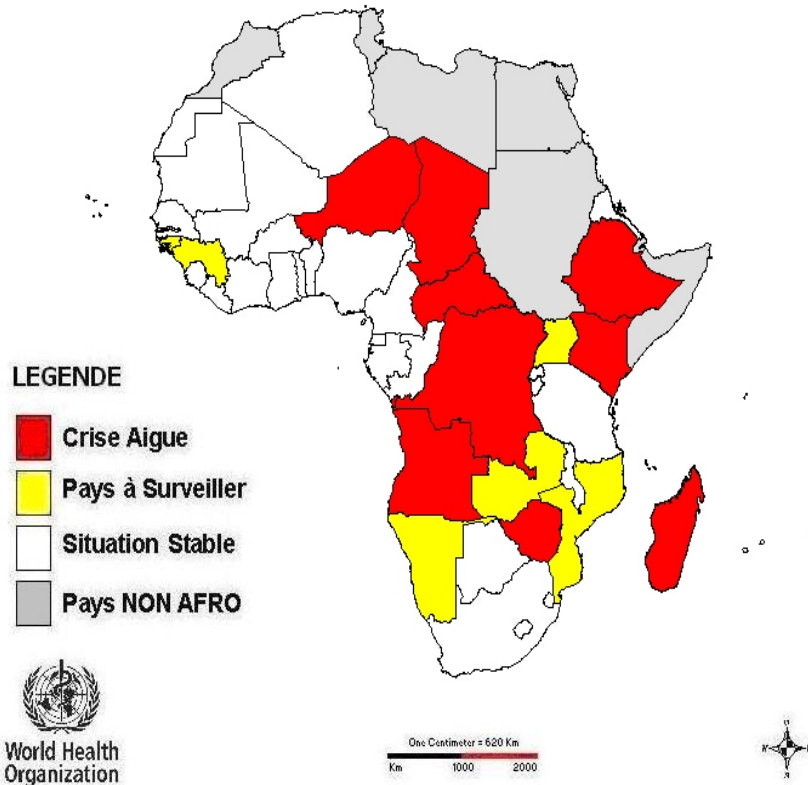 LEGENDE
Crise Aigue
Pays à Surveiller
Situation Stable
Pays NON AFRO
World Health
Organization
One Centimeter = 620 Km
Km 1000 2000